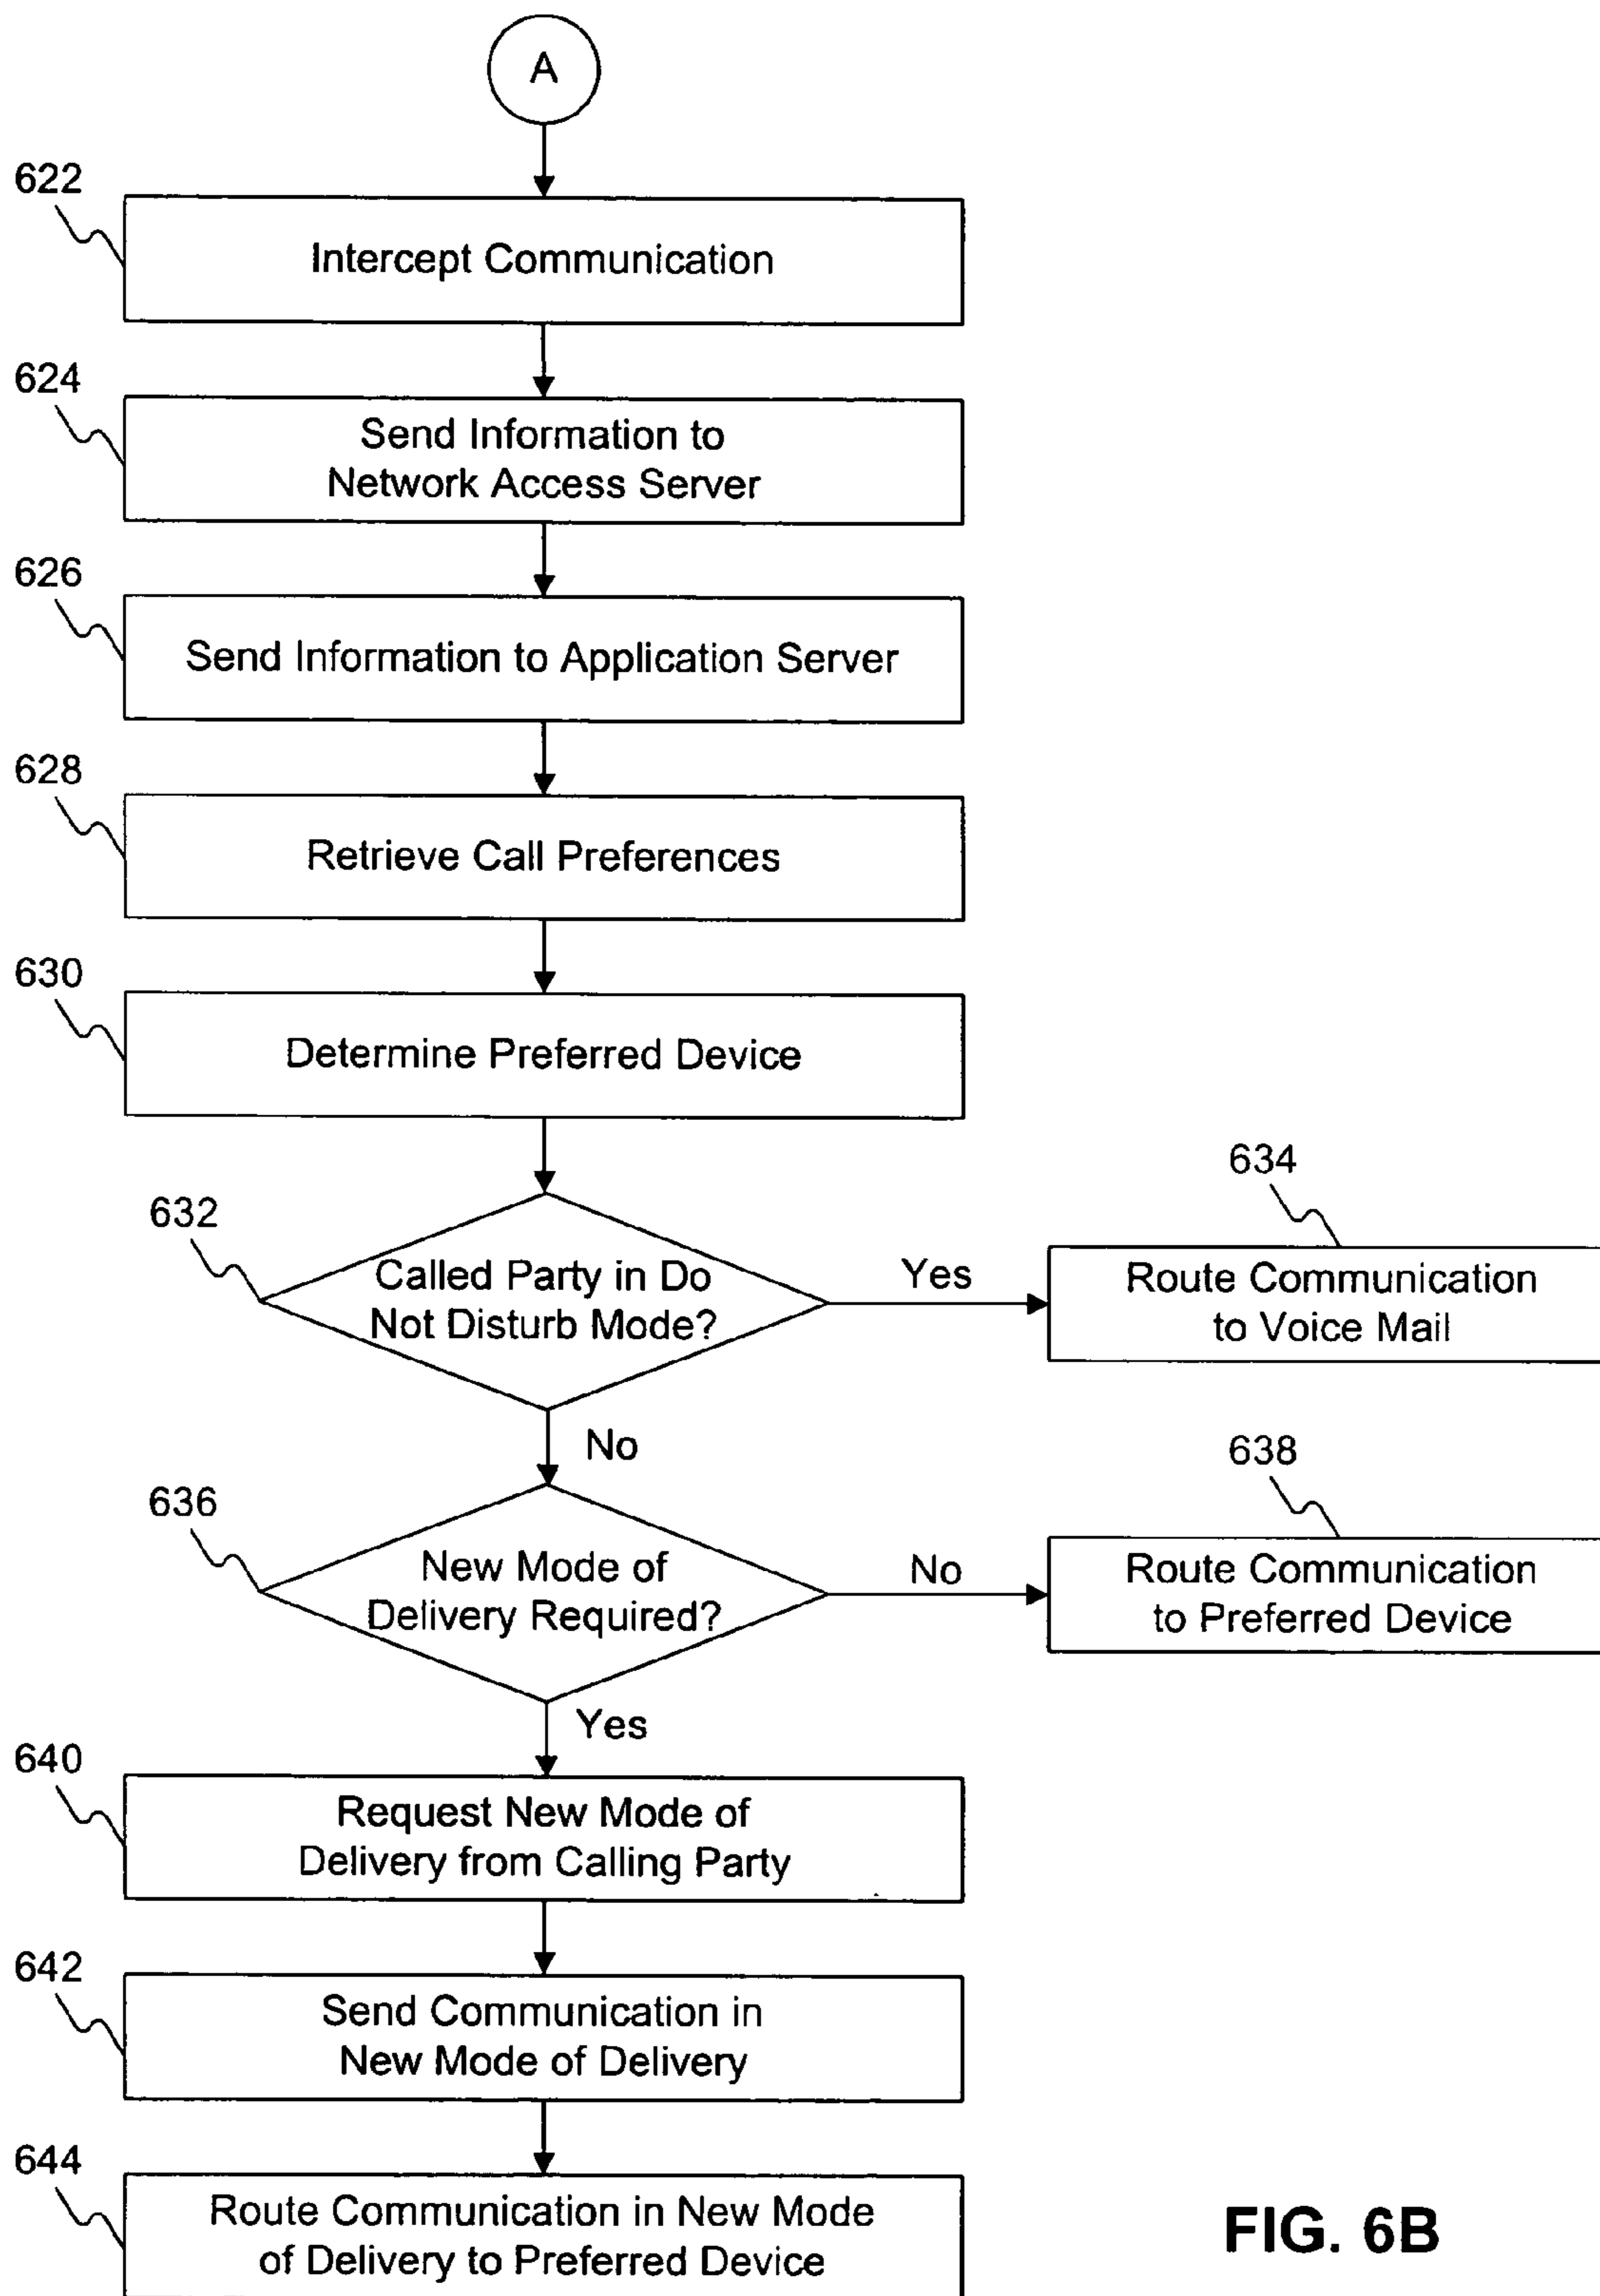 A
622
Intercept Communication
624
Send Information to
Network Access Server
626
Send Information to Application Server
628
Retrieve Call Preferences
630
Determine Preferred Device
632
Called Party in Do
Not Disturb Mode?
Yes
634
Route Communication
to Voice Mail
No
636
New Mode of
Delivery Required?
No
638
Route Communication
to Preferred Device
Yes
640
Request New Mode of
Delivery from Calling Party
642
Send Communication in
New Mode of Delivery
644
Route Communication in New Mode
of Delivery to Preferred Device
FIG. 6B